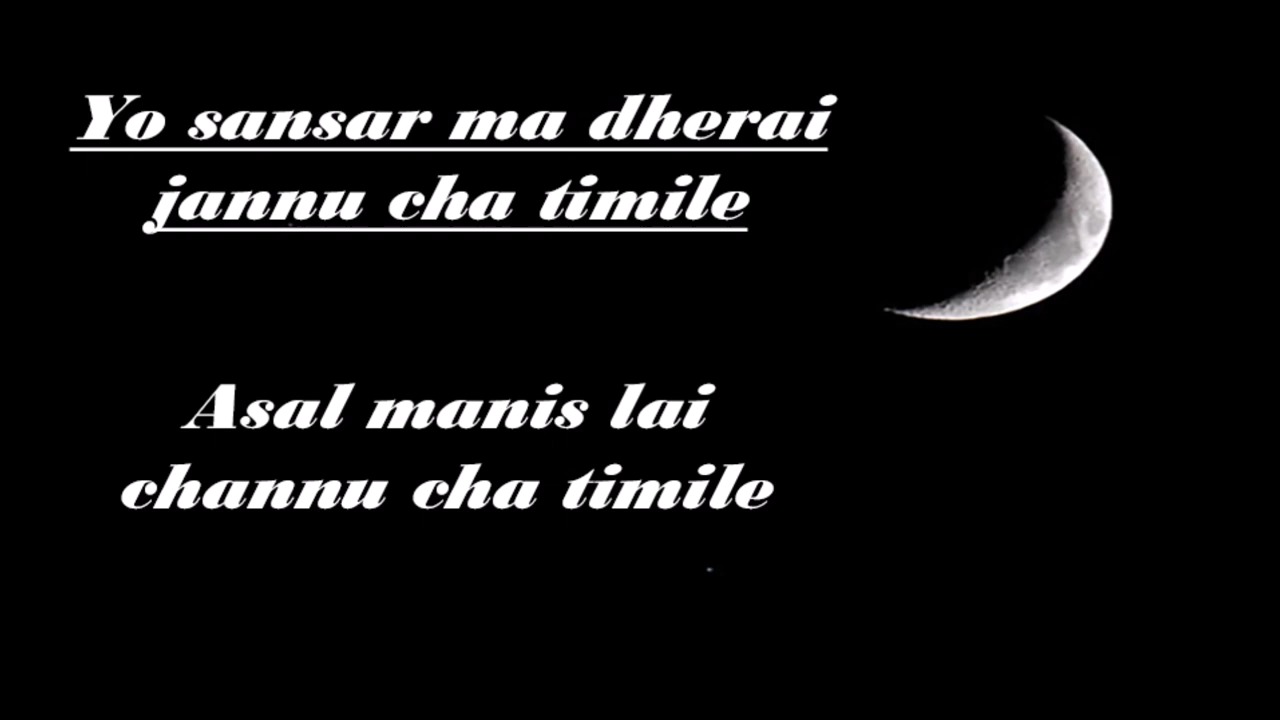 Yo sansar ma dherai
jannu cha timile
Asal manis lai
channu cha timile